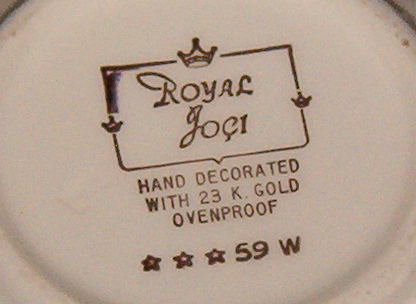 ROYAL
JOÇI
HAND DECORATED
WITH 23 K. GOLD
OVENPROOF
★ ★ ★ 59 W